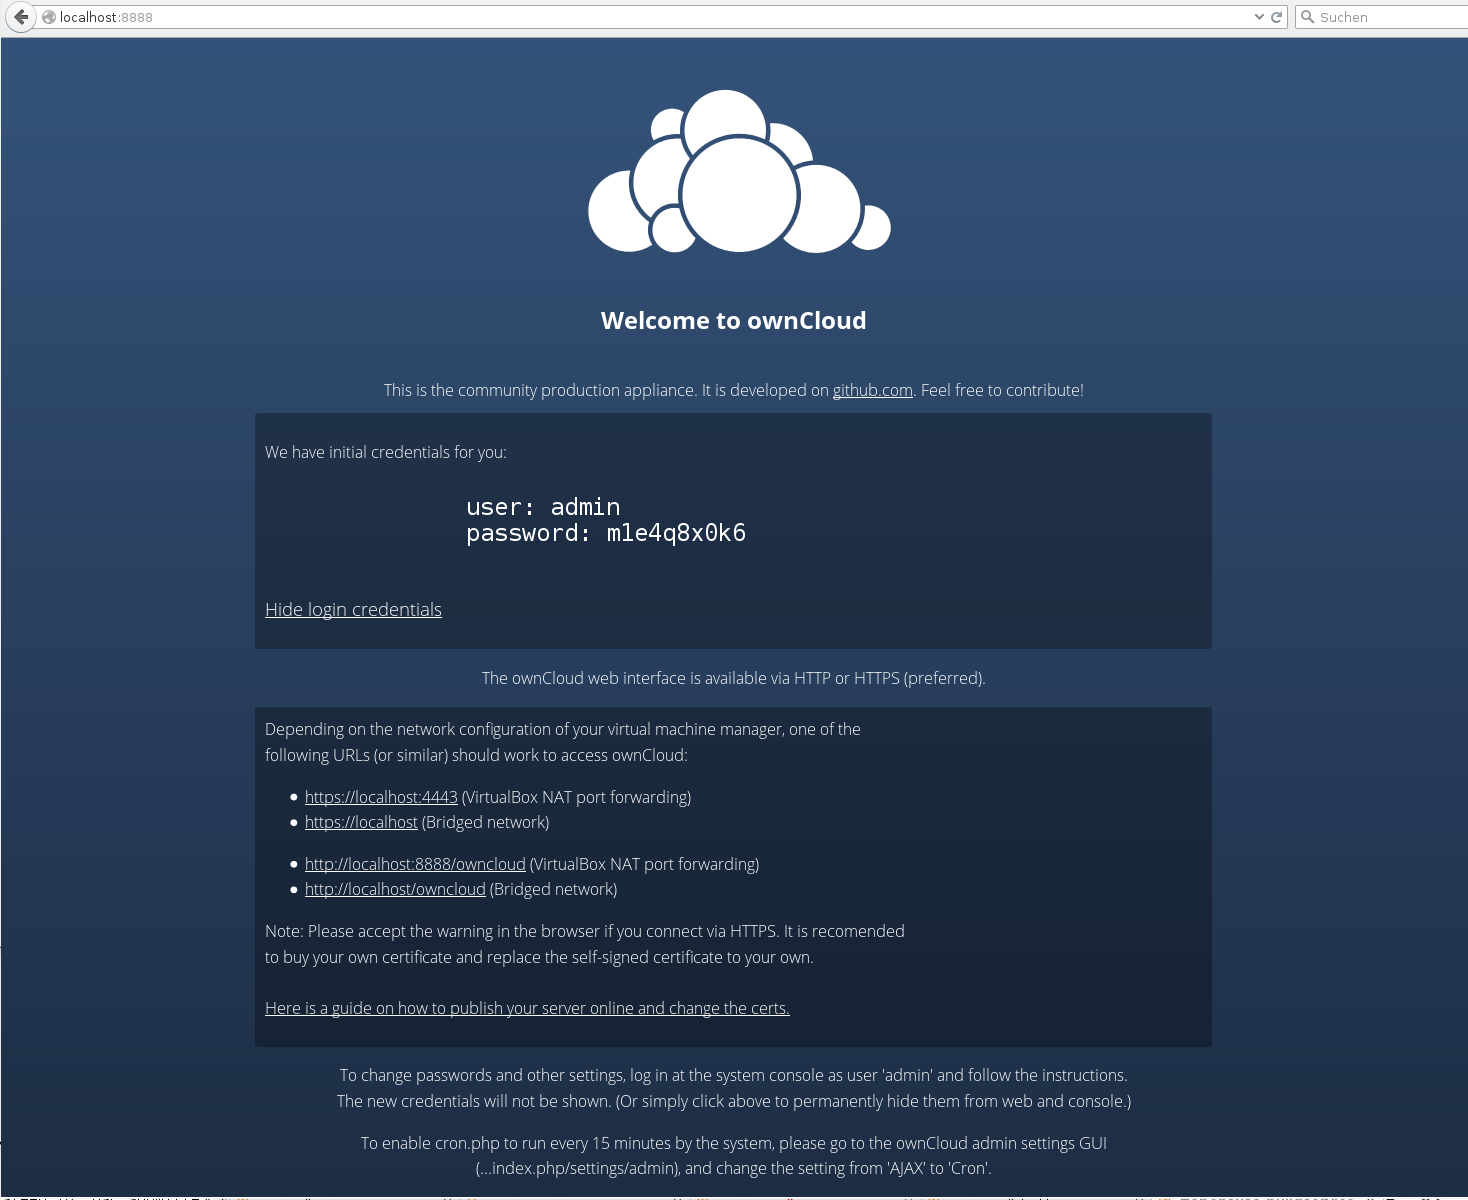 localhost:8888
Suchen
Welcome to ownCloud
This is the community production appliance. It is developed on github.com. Feel free to contribute!
We have initial credentials for you:
user: admin
password: m1e4q8x0k6
Hide login credentials
The ownCloud web interface is available via HTTP or HTTPS (preferred).
Depending on the network configuration of your virtual machine manager, one of the
following URLs (or similar) should work to access ownCloud:
https://localhost:4443 (VirtualBox NAT port forwarding)
https://localhost (Bridged network)
http://localhost:8888/owncloud (VirtualBox NAT port forwarding)
http://localhost/owncloud (Bridged network)
Note: Please accept the warning in the browser if you connect via HTTPS. It is recomended
to buy your own certificate and replace the self-signed certificate to your own.
Here is a guide on how to publish your server online and change the certs.
To change passwords and other settings, log in at the system console as user 'admin' and follow the instructions.
The new credentials will not be shown. (Or simply click above to permanently hide them from web and console.)
To enable cron.php to run every 15 minutes by the system, please go to the ownCloud admin settings GUI
(...index.php/settings/admin), and change the setting from 'AJAX' to 'Cron'.